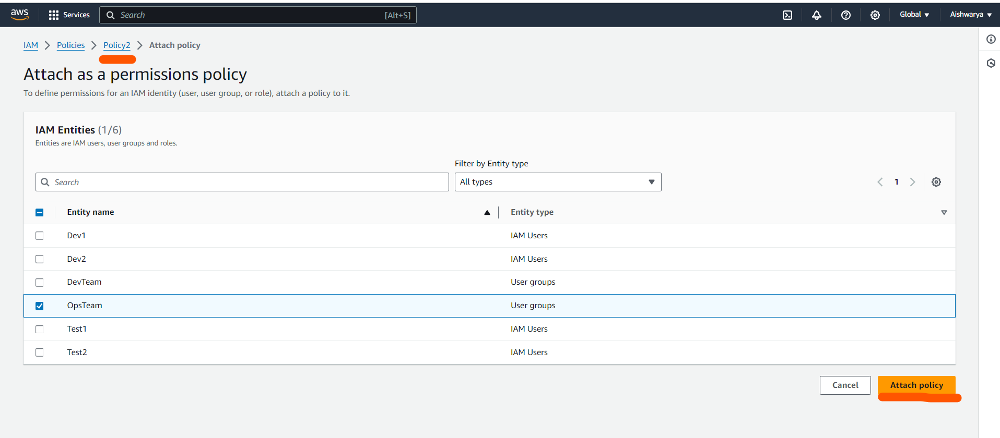 aws Services Search [Alt+S] Global Aishwarya
IAM Policies Policy2 Attach policy
Attach as a permissions policy
To define permissions for an IAM identity (user, user group, or role), attach a policy to it.
IAM Entities (1/6)
Entities are IAM users, user groups and roles.
Filter by Entity type
Search All types 1
Entity name Entity type
Dev1 IAM Users
Dev2 IAM Users
DevTeam User groups
OpsTeam User groups
Test1 IAM Users
Test2 IAM Users
Cancel Attach policy